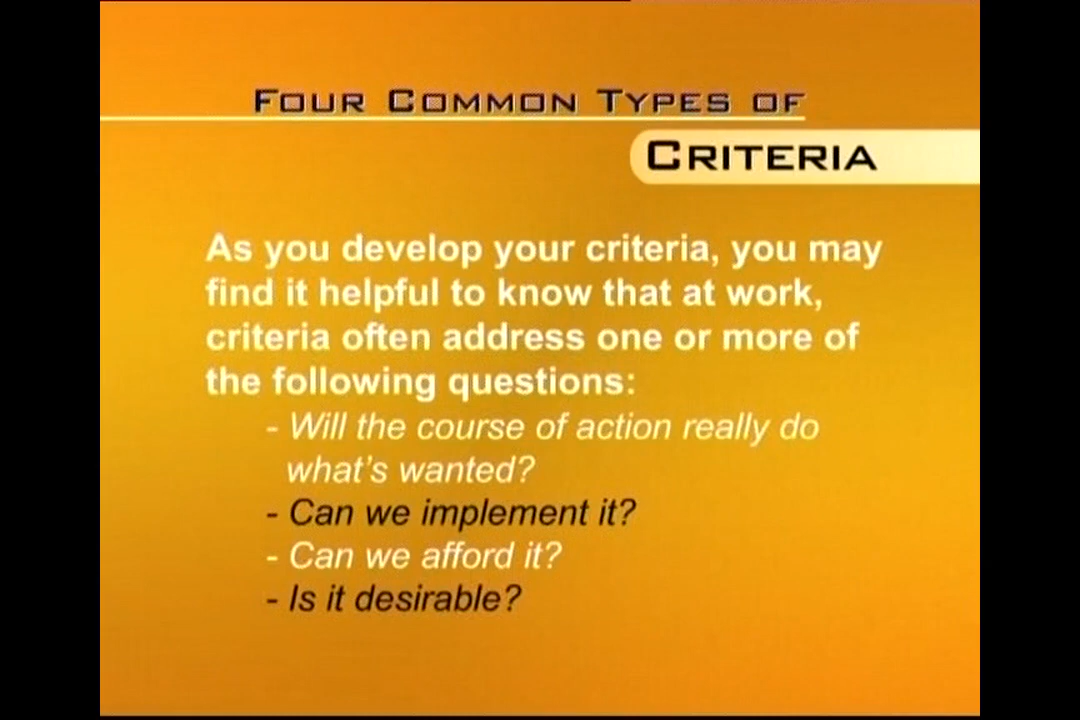 Four Common Types of
Criteria
As you develop your criteria, you may
find it helpful to know that at work,
criteria often address one or more of
the following questions:
- Will the course of action really do
what's wanted?
- Can we implement it?
- Can we afford it?
- Is it desirable?